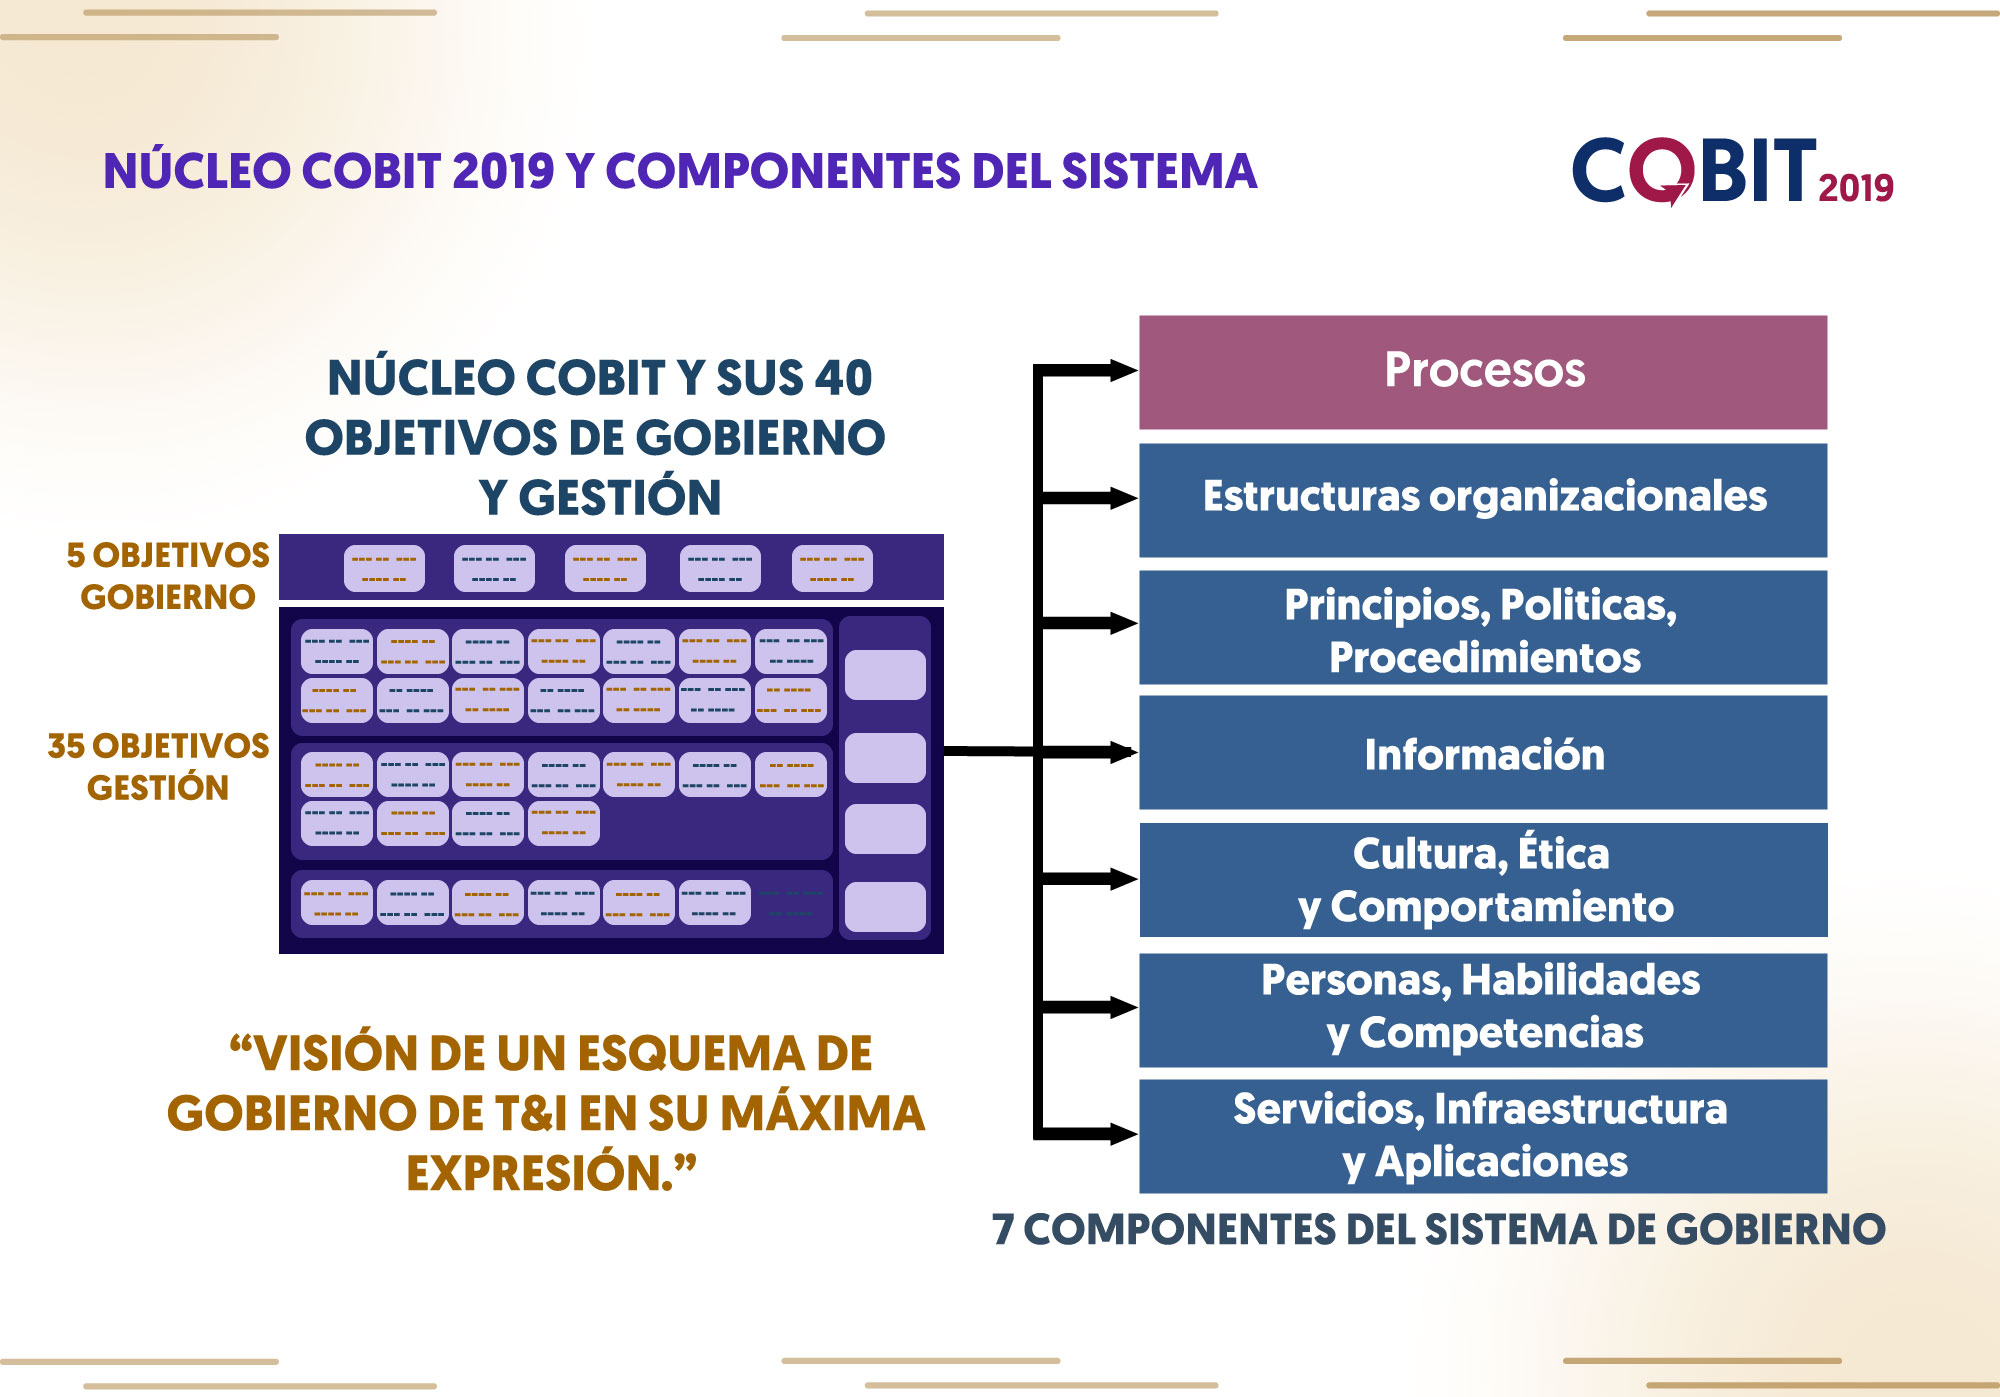 NÚCLEO COBIT 2019 Y COMPONENTES DEL SISTEMA
COBIT 2019
NÚCLEO COBIT Y SUS 40
OBJETIVOS DE GOBIERNO
Y GESTIÓN
5 OBJETIVOS
GOBIERNO
35 OBJETIVOS
GESTIÓN
“VISIÓN DE UN ESQUEMA DE
GOBIERNO DE T&I EN SU MÁXIMA
EXPRESIÓN.”
Procesos
Estructuras organizacionales
Principios, Politicas,
Procedimientos
Información
Cultura, Ética
y Comportamiento
Personas, Habilidades
y Competencias
Servicios, Infraestructura
y Aplicaciones
7 COMPONENTES DEL SISTEMA DE GOBIERNO